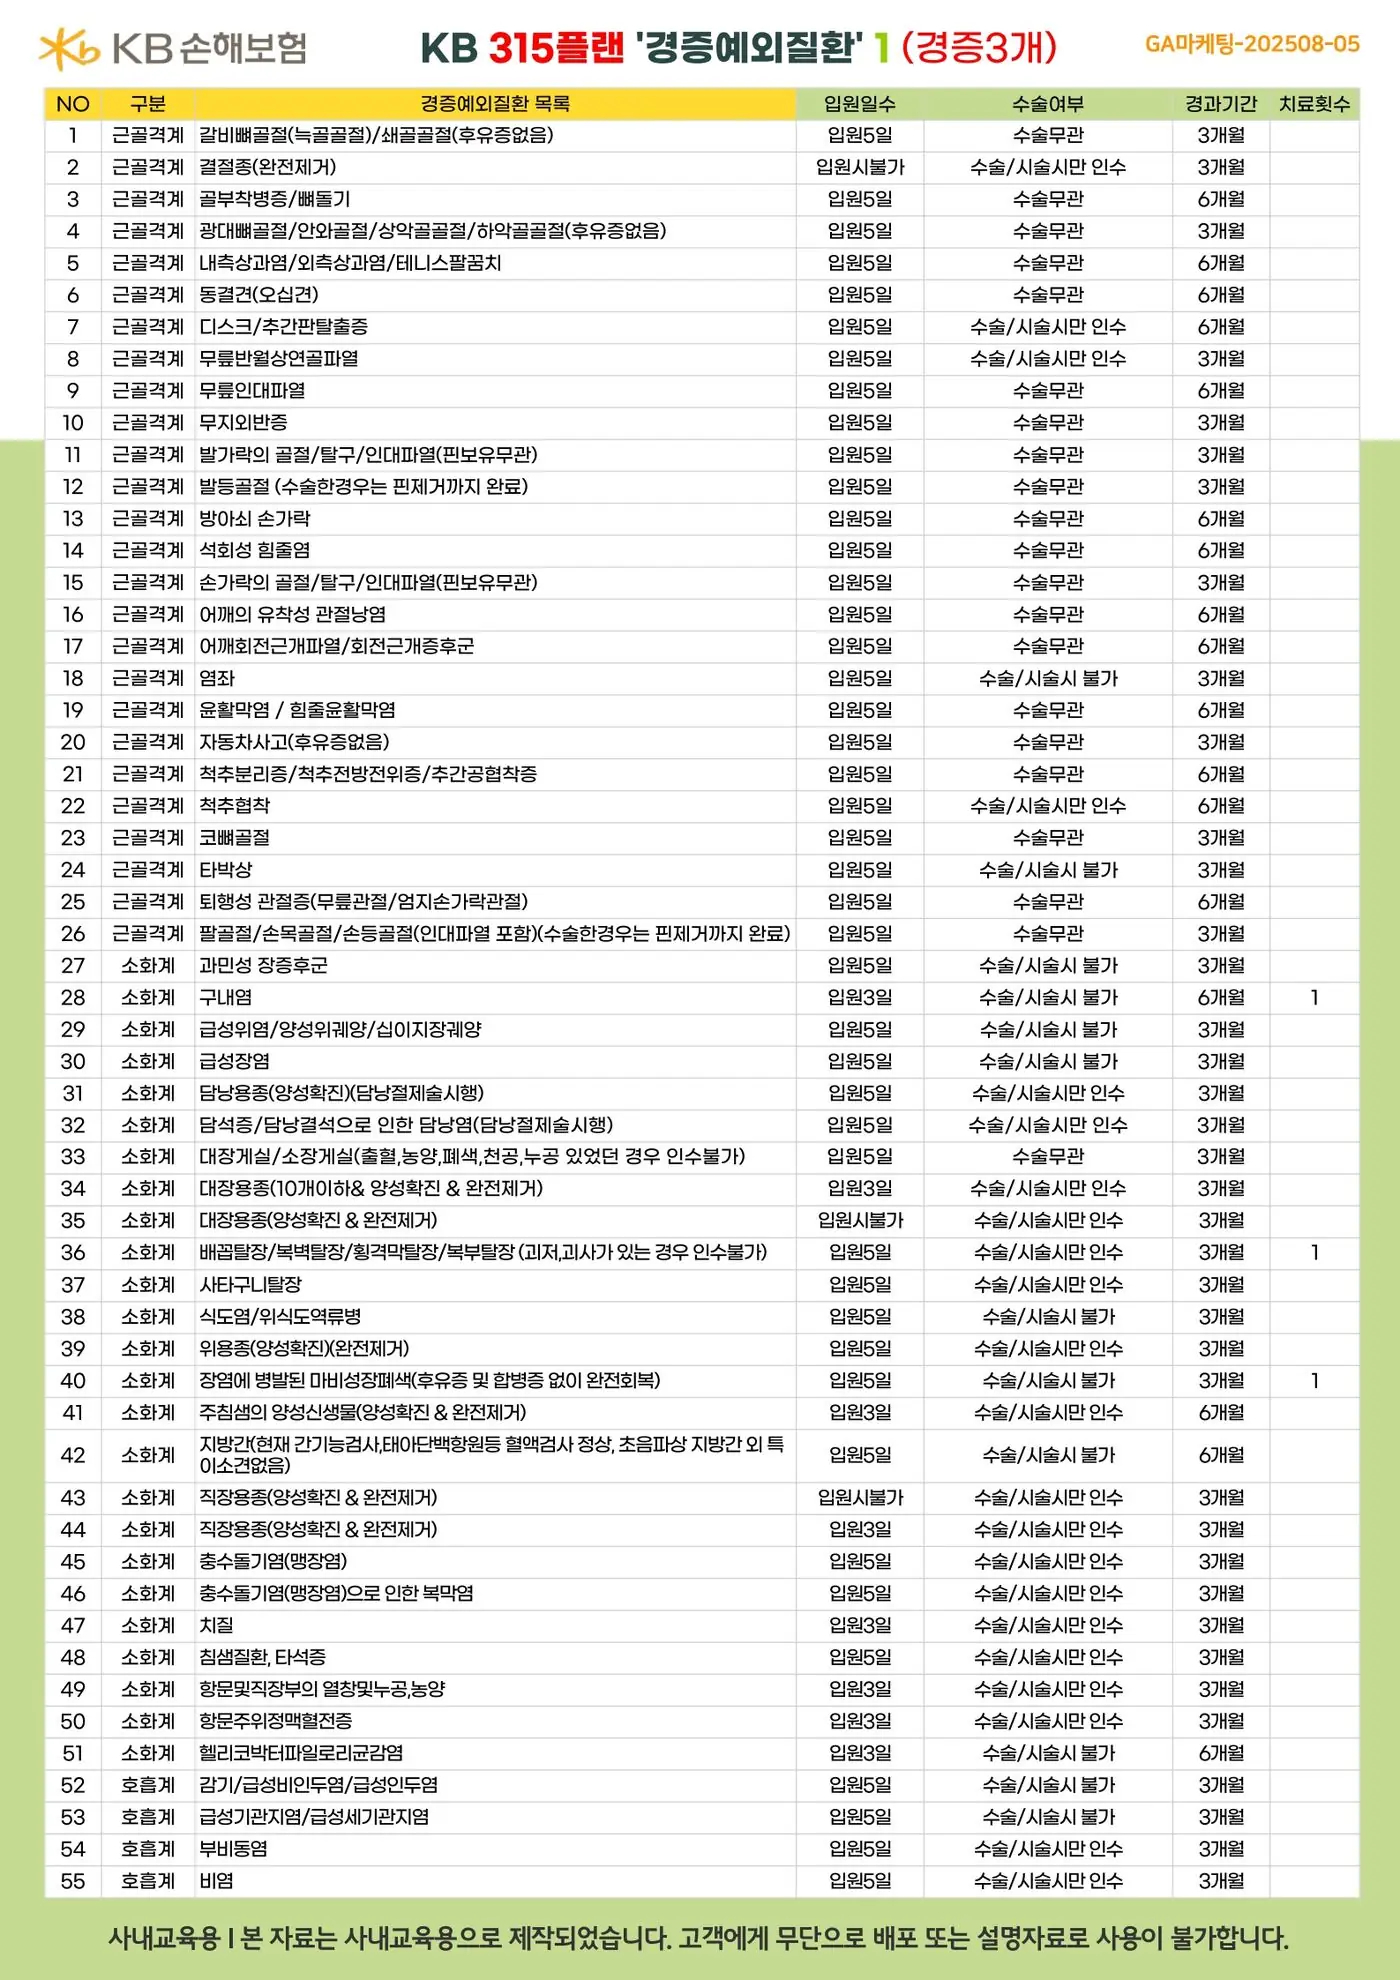 KB 손해보험
KB 315플랜 '경증예외질환' 1 (경증3개)
GA마케팅-202508-05
NO 구분 경증예외질환 목록 입원일수 수술여부 경과기간 치료횟수
1 근골격계 갈비뼈골절(늑골골절)/쇄골골절(후유증없음) 입원5일 수술무관 3개월
2 근골격계 결절종(완전제거) 입원시불가 수술/시술시만 인수 3개월
3 근골격계 골부착병증/뼈돌기 입원5일 수술무관 6개월
4 근골격계 광대뼈골절/안와골절/상악골골절/하악골골절(후유증없음) 입원5일 수술무관 3개월
5 근골격계 내측상과염/외측상과염/테니스팔꿈치 입원5일 수술무관 6개월
6 근골격계 동결견(오십견) 입원5일 수술무관 6개월
7 근골격계 디스크/추간판탈출증 입원5일 수술/시술시만 인수 6개월
8 근골격계 무릎반월상연골파열 입원5일 수술/시술시만 인수 3개월
9 근골격계 무릎인대파열 입원5일 수술무관 6개월
10 근골격계 무지외반증 입원5일 수술무관 3개월
11 근골격계 발가락의 골절/탈구/인대파열(핀보유무관) 입원5일 수술무관 3개월
12 근골격계 발등골절 (수술한경우는 핀제거까지 완료) 입원5일 수술무관 3개월
13 근골격계 방아쇠 손가락 입원5일 수술무관 6개월
14 근골격계 석회성 힘줄염 입원5일 수술무관 6개월
15 근골격계 손가락의 골절/탈구/인대파열(핀보유무관) 입원5일 수술무관 3개월
16 근골격계 어깨의 유착성 관절낭염 입원5일 수술무관 6개월
17 근골격계 어깨회전근개파열/회전근개증후군 입원5일 수술무관 6개월
18 근골격계 염좌 입원5일 수술/시술시 불가 3개월
19 근골격계 윤활막염 / 힘줄윤활막염 입원5일 수술무관 6개월
20 근골격계 자동차사고(후유증없음) 입원5일 수술무관 3개월
21 근골격계 척추분리증/척추전방전위증/추간공협착증 입원5일 수술무관 6개월
22 근골격계 척추협착 입원5일 수술/시술시만 인수 6개월
23 근골격계 코뼈골절 입원5일 수술무관 3개월
24 근골격계 타박상 입원5일 수술/시술시 불가 3개월
25 근골격계 퇴행성 관절증(무릎관절/엄지손가락관절) 입원5일 수술무관 6개월
26 근골격계 팔골절/손목골절/손등골절(인대파열 포함)(수술한경우는 핀제거까지 완료) 입원5일 수술무관 3개월
27 소화계 과민성 장증후군 입원5일 수술/시술시 불가 3개월
28 소화계 구내염 입원3일 수술/시술시 불가 6개월 1
29 소화계 급성위염/양성위궤양/십이지장궤양 입원5일 수술/시술시 불가 3개월
30 소화계 급성장염 입원5일 수술/시술시 불가 3개월
31 소화계 담낭용종(양성확진)(담낭절제술시행) 입원5일 수술/시술시만 인수 3개월
32 소화계 담석증/담낭결석으로 인한 담낭염(담낭절제술시행) 입원5일 수술/시술시만 인수 3개월
33 소화계 대장게실/소장게실(출혈,농양,폐색,천공,누공 있었던 경우 인수불가) 입원5일 수술무관 3개월
34 소화계 대장용종(10개이하& 양성확진 & 완전제거) 입원3일 수술/시술시만 인수 3개월
35 소화계 대장용종(양성확진 & 완전제거) 입원시불가 수술/시술시만 인수 3개월
36 소화계 배꼽탈장/복벽탈장/횡격막탈장/복부탈장 (괴저,괴사가 있는 경우 인수불가) 입원5일 수술/시술시만 인수 3개월 1
37 소화계 사타구니탈장 입원5일 수술/시술시만 인수 3개월
38 소화계 식도염/위식도역류병 입원5일 수술/시술시 불가 3개월
39 소화계 위용종(양성확진)(완전제거) 입원5일 수술/시술시만 인수 3개월
40 소화계 장염에 병발된 마비성장폐색(후유증 및 합병증 없이 완전회복) 입원5일 수술/시술시 불가 3개월 1
41 소화계 주침샘의 양성신생물(양성확진 & 완전제거) 입원3일 수술/시술시만 인수 6개월
42 소화계 지방간(현재 간기능검사,태아단백항원등 혈액검사 정상, 초음파상 지방간 외 특
이소견없음) 입원5일 수술/시술시 불가 6개월
43 소화계 직장용종(양성확진 & 완전제거) 입원시불가 수술/시술시만 인수 3개월
44 소화계 직장용종(양성확진 & 완전제거) 입원3일 수술/시술시만 인수 3개월
45 소화계 충수돌기염(맹장염) 입원5일 수술/시술시만 인수 3개월
46 소화계 충수돌기염(맹장염)으로 인한 복막염 입원5일 수술/시술시만 인수 3개월
47 소화계 치질 입원3일 수술/시술시만 인수 3개월
48 소화계 침샘질환, 타석증 입원5일 수술/시술시만 인수 3개월
49 소화계 항문및직장부의 열창및누공,농양 입원3일 수술/시술시만 인수 3개월
50 소화계 항문주위정맥혈전증 입원3일 수술/시술시만 인수 3개월
51 소화계 헬리코박터파일로리균감염 입원3일 수술/시술시 불가 6개월
52 호흡계 감기/급성비인두염/급성인두염 입원5일 수술/시술시 불가 3개월
53 호흡계 급성기관지염/급성세기관지염 입원5일 수술/시술시 불가 3개월
54 호흡계 부비동염 입원5일 수술/시술시만 인수 3개월
55 호흡계 비염 입원5일 수술/시술시만 인수 3개월
사내교육용 | 본 자료는 사내교육용으로 제작되었습니다. 고객에게 무단으로 배포 또는 설명자료로 사용이 불가합니다.